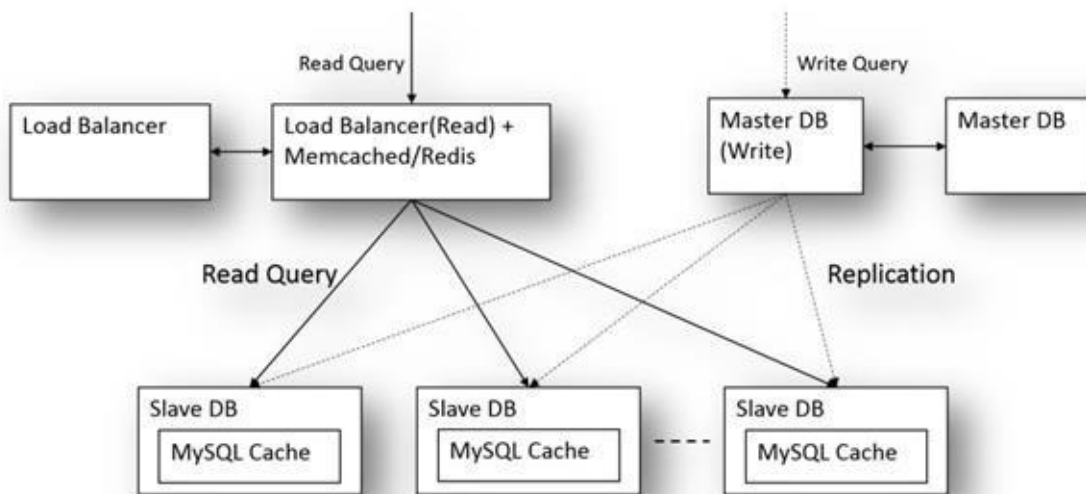 Read Query
Write Query
Load Balancer
Load Balancer(Read) +
Memcached/Redis
Master DB
(Write)
Master DB
Read Query
Replication
Slave DB
MySQL Cache
Slave DB
MySQL Cache
Slave DB
MySQL Cache